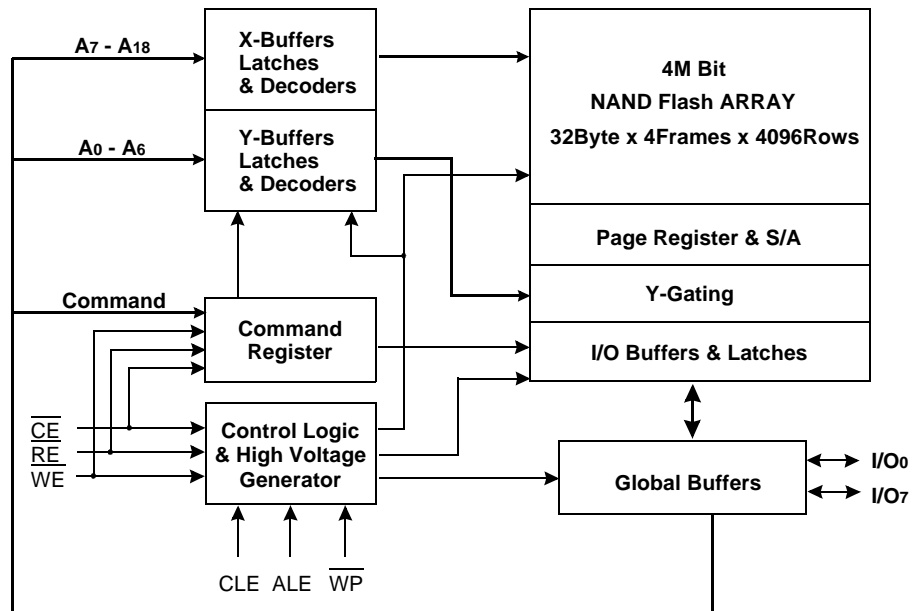 A7 - A18
X-Buffers
Latches
& Decoders
4M Bit
NAND Flash ARRAY
32Byte x 4Frames x 4096Rows
A0 - A6
Y-Buffers
Latches
& Decoders
Page Register & S/A
Y-Gating
Command
Command
Register
I/O Buffers & Latches
CE
RE
WE
Control Logic
& High Voltage
Generator
Global Buffers
I/O0
I/O7
CLE
ALE
WP